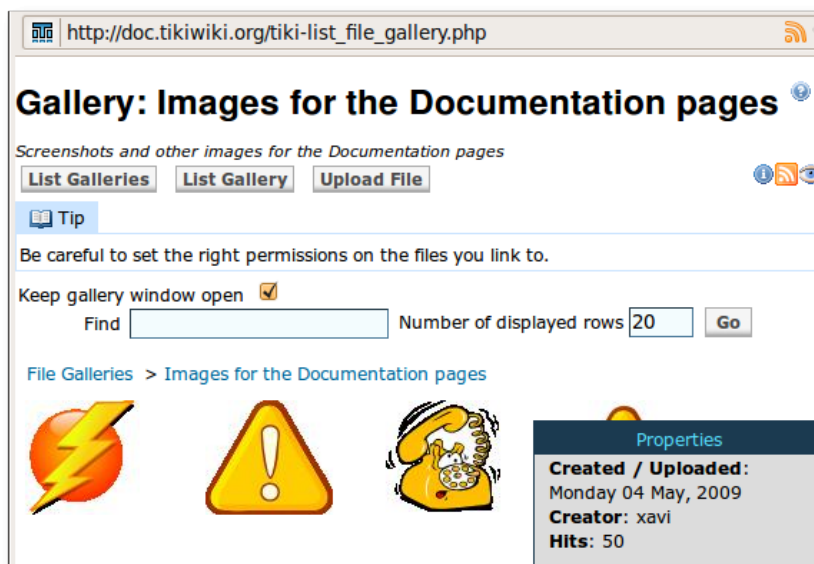 http://doc.tikiwiki.org/tiki-list_file_gallery.php
Gallery: Images for the Documentation pages
Screenshots and other images for the Documentation pages
List Galleries List Gallery Upload File
Tip
Be careful to set the right permissions on the files you link to.
Keep gallery window open
Find Number of displayed rows 20 Go
File Galleries > Images for the Documentation pages
Properties
Created / Uploaded:
Monday 04 May, 2009
Creator: xavi
Hits: 50